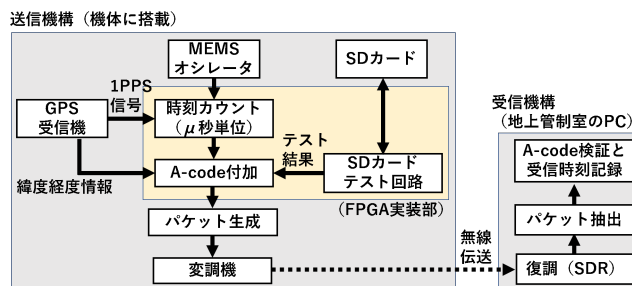 送信機構（機体に搭載）
MEMS
オシレータ
SDカード
1PPS
信号
GPS
受信機
時刻カウント
（μ秒単位）
テスト
結果
A-code付加
SDカード
テスト回路
緯度経度情報
（FPGA実装部）
パケット生成
変調機
無線
伝送
受信機構
（地上管制室のPC）
A-code検証と
受信時刻記録
パケット抽出
復調（SDR）